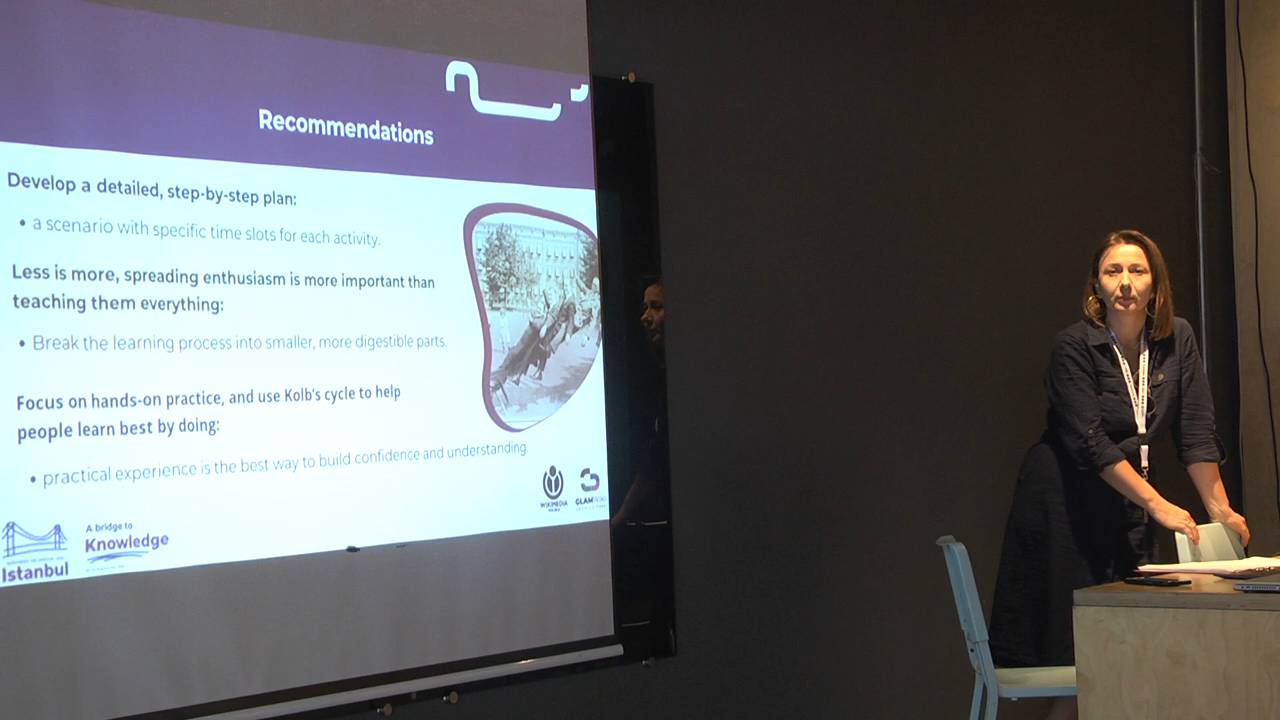 Recommendations
Develop a detailed, step-by-step plan:
• a scenario with specific time slots for each activity.
Less is more, spreading enthusiasm is more important than
teaching them everything:
• Break the learning process into smaller, more digestible parts.
Focus on hands-on practice, and use Kolb's cycle to help
people learn best by doing:
• practical experience is the best way to build confidence and understanding.
WIKIMEDIA
GLAM
A bridge to
Knowledge
Istanbul